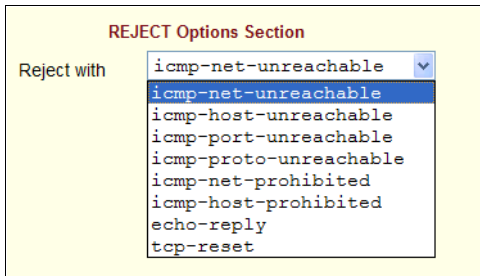 REJECT Options Section
Reject with icmp-net-unreachable
icmp-net-unreachable
icmp-host-unreachable
icmp-port-unreachable
icmp-proto-unreachable
icmp-net-prohibited
icmp-host-prohibited
echo-reply
tcp-reset